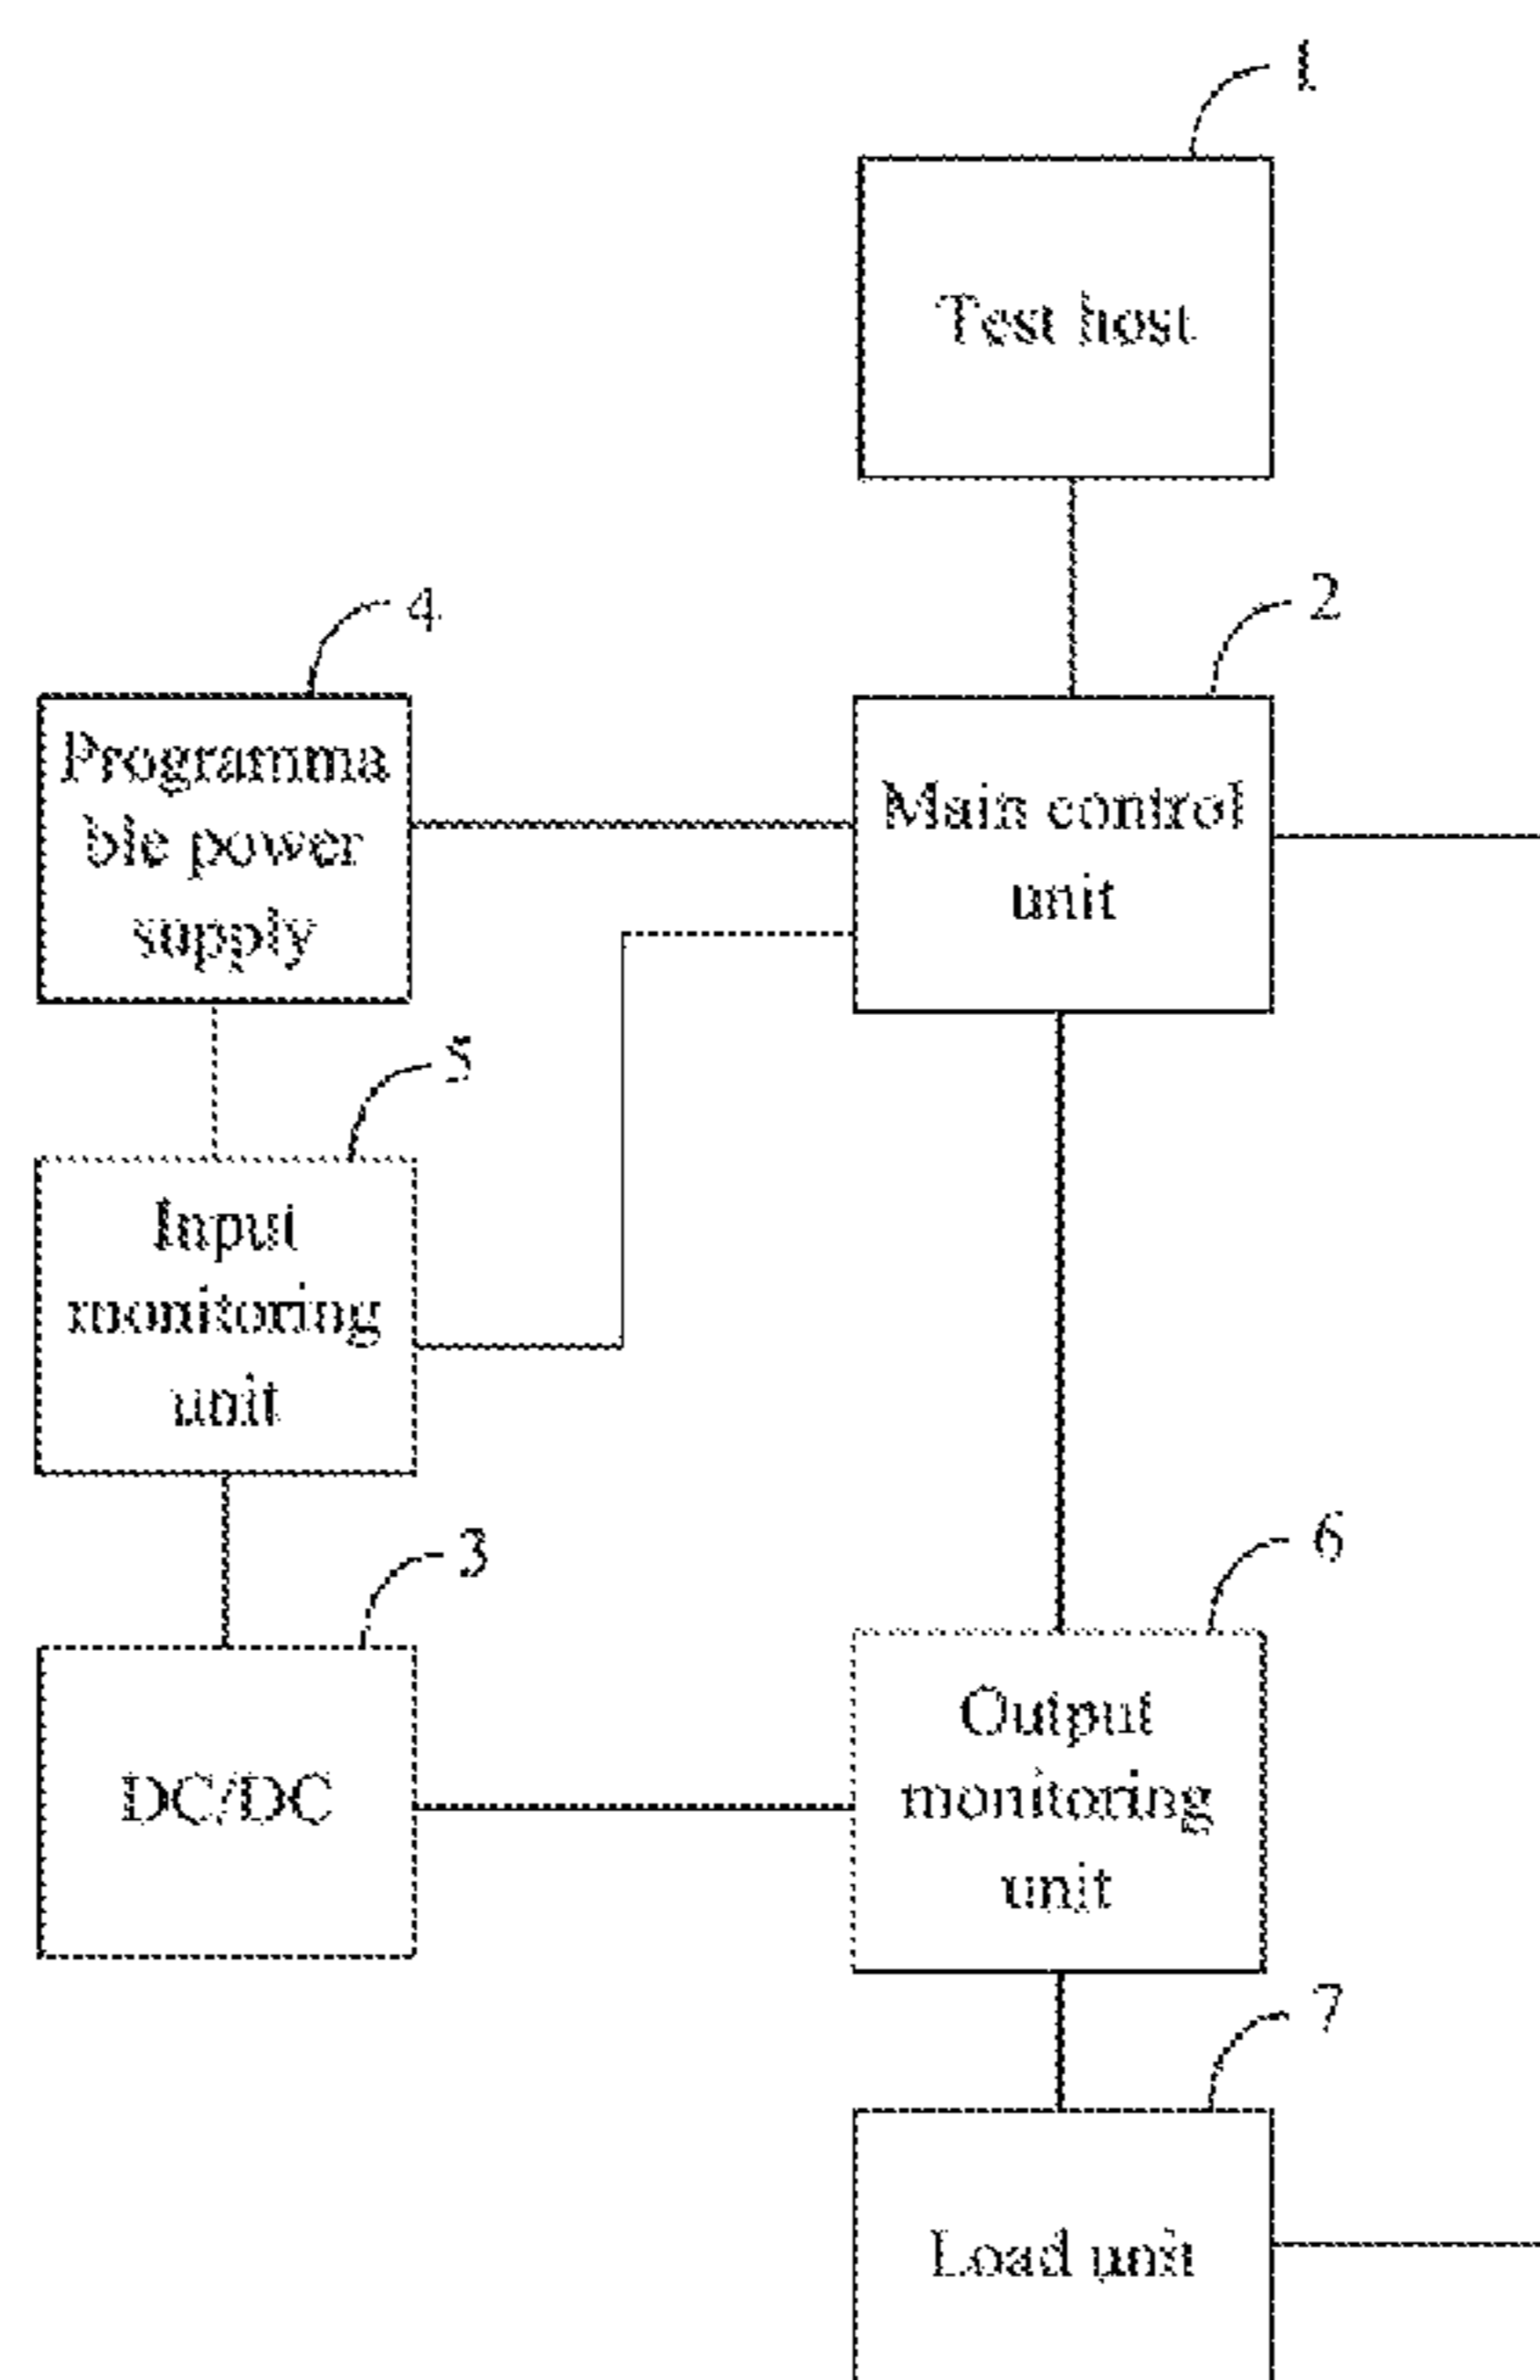 1
Test host
4
2
Programma
ble power
supply
Main control
unit
5
Input
monitoring
unit
3
6
DC/DC
Output
monitoring
unit
7
Load unit